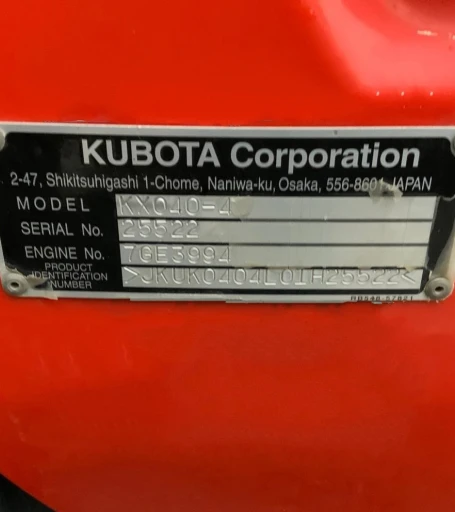 KUBOTA Corporation
2-47, Shikitsuhigashi 1-Chome, Naniwa-ku, Osaka, 556-8601 JAPAN
MODEL KX040-4
SERIAL No. 25522
ENGINE No. 7GE3994
PRODUCT IDENTIFICATION NUMBER >JKUK0404L01H25522<